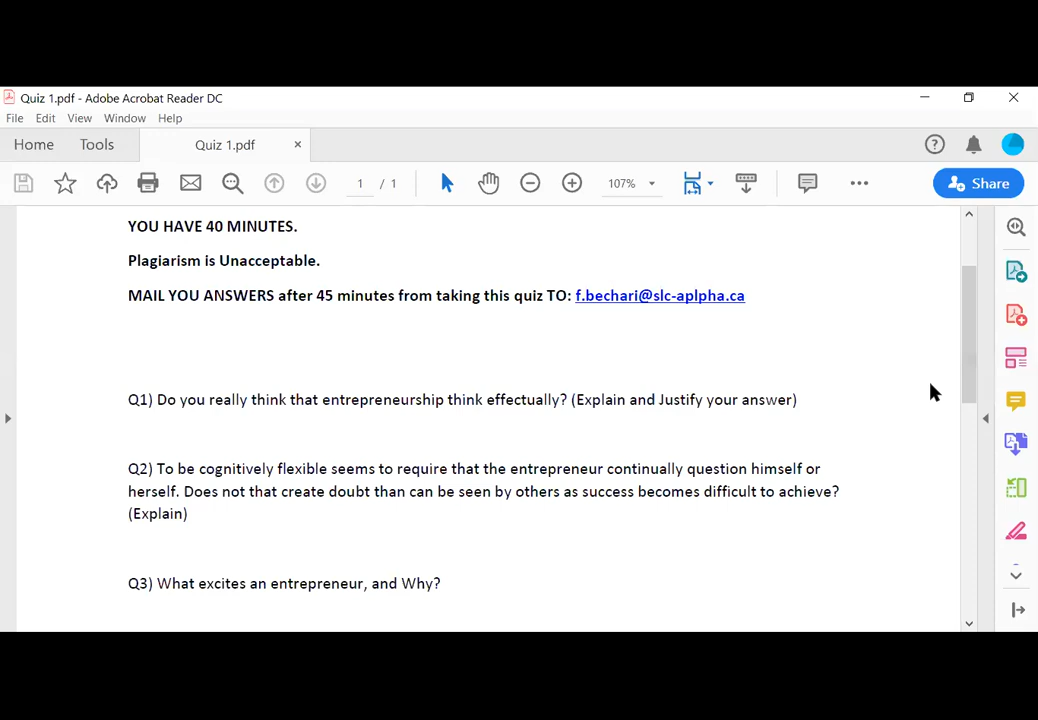 Quiz 1.pdf - Adobe Acrobat Reader DC
File Edit View Window Help
Home Tools Quiz 1.pdf ×
1 / 1 107% Share
YOU HAVE 40 MINUTES.
Plagiarism is Unacceptable.
MAIL YOU ANSWERS after 45 minutes from taking this quiz TO: f.bechari@slc-aplpha.ca
Q1) Do you really think that entrepreneurship think effectually? (Explain and Justify your answer)
Q2) To be cognitively flexible seems to require that the entrepreneur continually question himself or
herself. Does not that create doubt than can be seen by others as success becomes difficult to achieve?
(Explain)
Q3) What excites an entrepreneur, and Why?